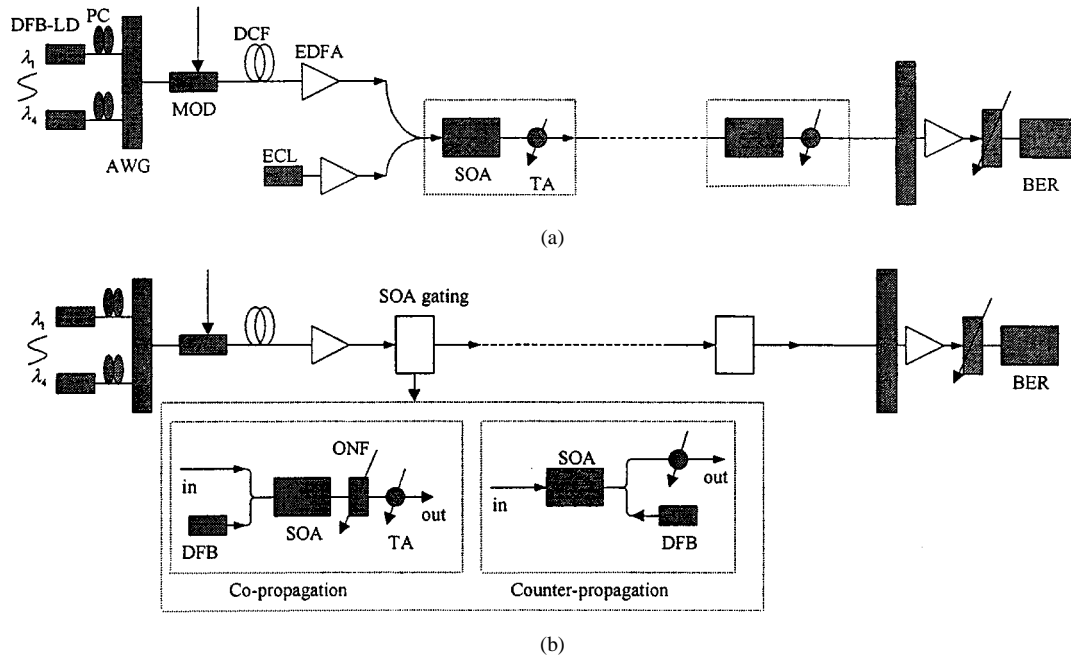 DFB-LD PC
λ₁
λ₄
AWG
MOD
DCF
EDFA
ECL
SOA
TA
BER
(a)
λ₁
λ₄
SOA gating
BER
in
DFB
SOA
ONF
TA
out
Co-propagation
in
SOA
out
DFB
Counter-propagation
(b)